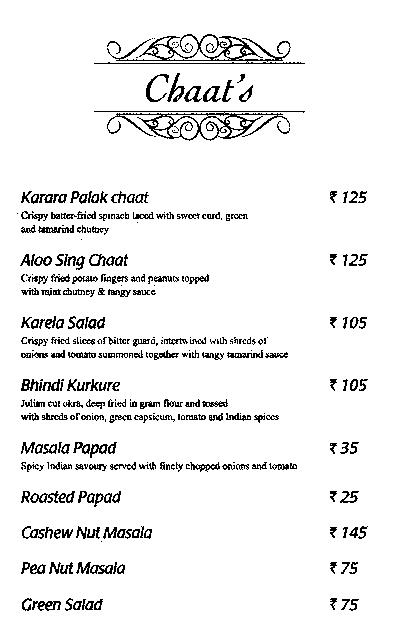 Chaat's
Karara Palak chaat ₹ 125
Crispy batter-fried spinach laced with sweet curd, green
and tamarind chutney
Aloo Sing Chaat ₹ 125
Crispy fried potato fingers and peanuts topped
with mint chutney & tangy sauce
Karela Salad ₹ 105
Crispy fried slices of bitter guard, intertwined with shreds of
onions and tomato summoned together with tangy tamarind sauce
Bhindi Kurkure ₹ 105
Julian cut okra, deep fried in gram flour and tossed
with shreds of onion, green capsicum, tomato and Indian spices
Masala Papad ₹ 35
Spicy Indian savoury served with finely chopped onions and tomato
Roasted Papad ₹ 25
Cashew Nut Masala ₹ 145
Pea Nut Masala ₹ 75
Green Salad ₹ 75